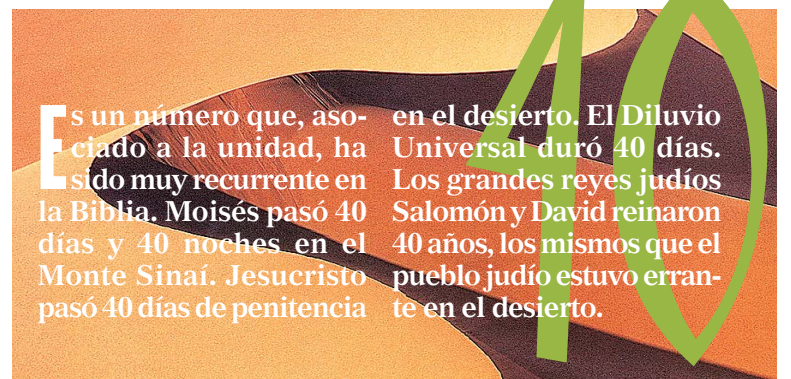 40
Es un número que, aso-
ciado a la unidad, ha
sido muy recurrente en
la Biblia. Moisés pasó 40
días y 40 noches en el
Monte Sinaí. Jesucristo
pasó 40 días de penitencia
en el desierto. El Diluvio
Universal duró 40 días.
Los grandes reyes judíos
Salomón y David reinaron
40 años, los mismos que el
pueblo judío estuvo erran-
te en el desierto.